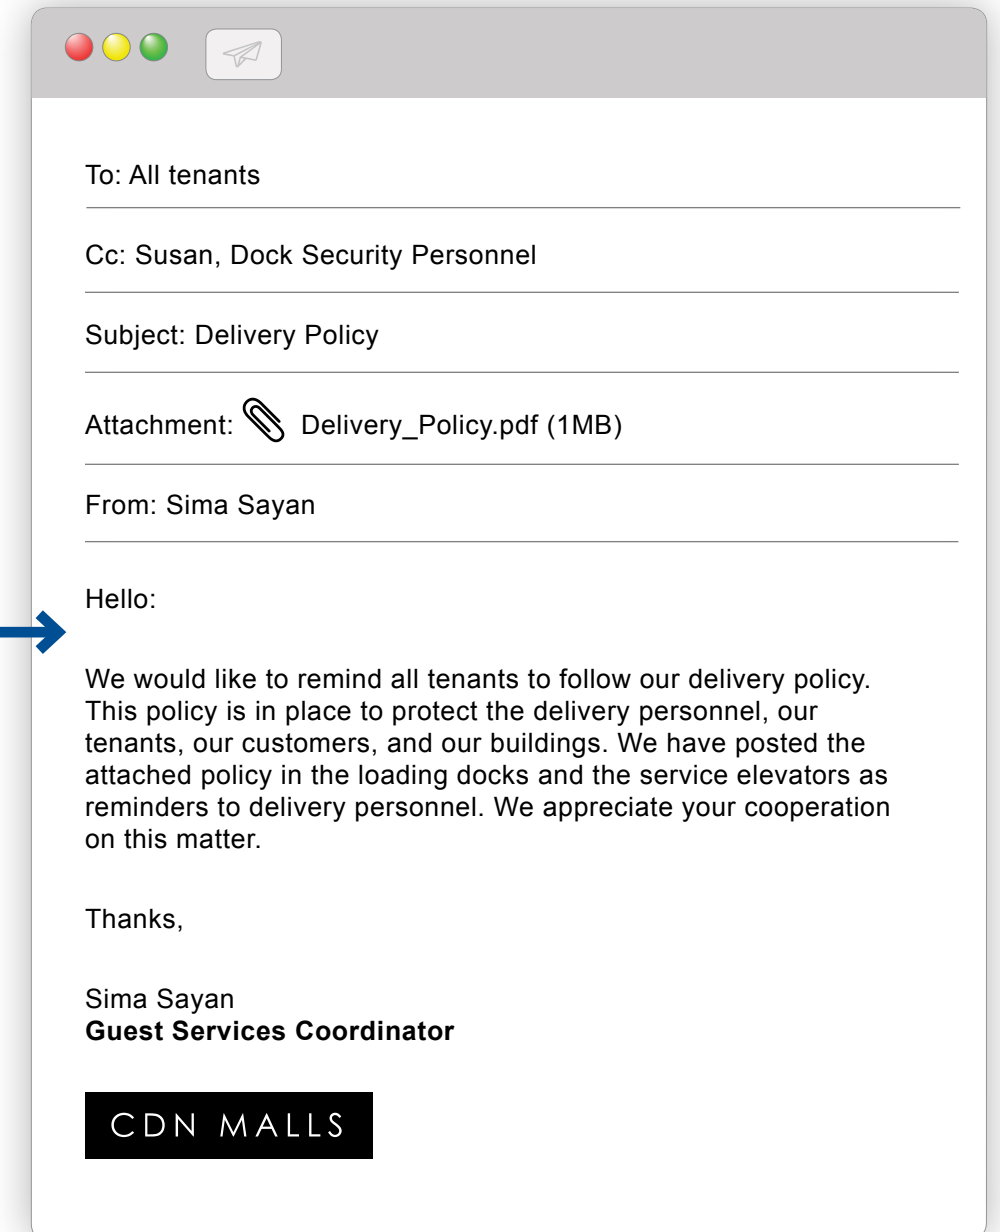 To: All tenants
Cc: Susan, Dock Security Personnel
Subject: Delivery Policy
Attachment: Delivery_Policy.pdf (1MB)
From: Sima Sayan
Hello:
We would like to remind all tenants to follow our delivery policy.
This policy is in place to protect the delivery personnel, our
tenants, our customers, and our buildings. We have posted the
attached policy in the loading docks and the service elevators as
reminders to delivery personnel. We appreciate your cooperation
on this matter.
Thanks,
Sima Sayan
Guest Services Coordinator
CDN MALLS